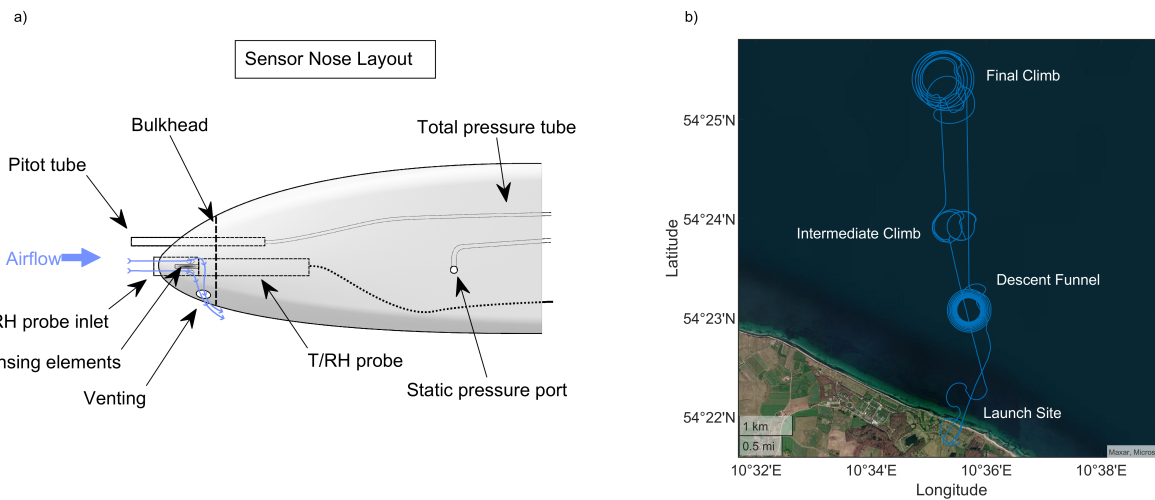 a)
Sensor Nose Layout
Bulkhead
Total pressure tube
Pitot tube
Airflow
RH probe inlet
nsing elements
T/RH probe
Venting
Static pressure port
b)
Final Climb
54°25'N
Intermediate Climb
54°24'N
Latitude
Descent Funnel
54°23'N
Launch Site
54°22'N
1 km
0.5 mi
Maxar, Micros
10°32'E
10°34'E
10°36'E
10°38'E
Longitude